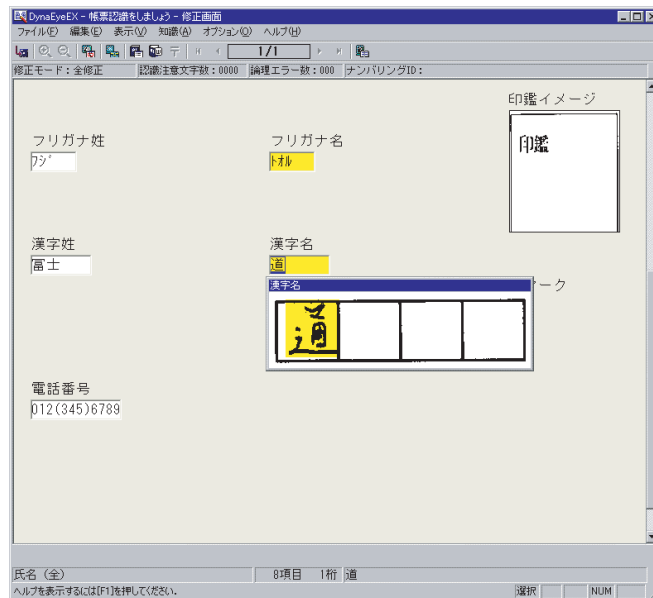 DynaEyeEX - 帳票認識をしましょう - 修正画面
ファイル(F) 編集(E) 表示(V) 知識(A) オプション(O) ヘルプ(H)
1/1
修正モード：全修正 認識注意文字数：0000 論理エラー数：000 ナンバリングID：
印鑑イメージ
印鑑
フリガナ姓 フリガナ名
ﾌｼﾞ ﾄｵﾙ
漢字姓 漢字名
富士 道
漢字名 ーク
通
電話番号
012(345)6789
氏名（全） 8項目 1桁 道
ヘルプを表示するには[F1]を押してください。 選択 NUM